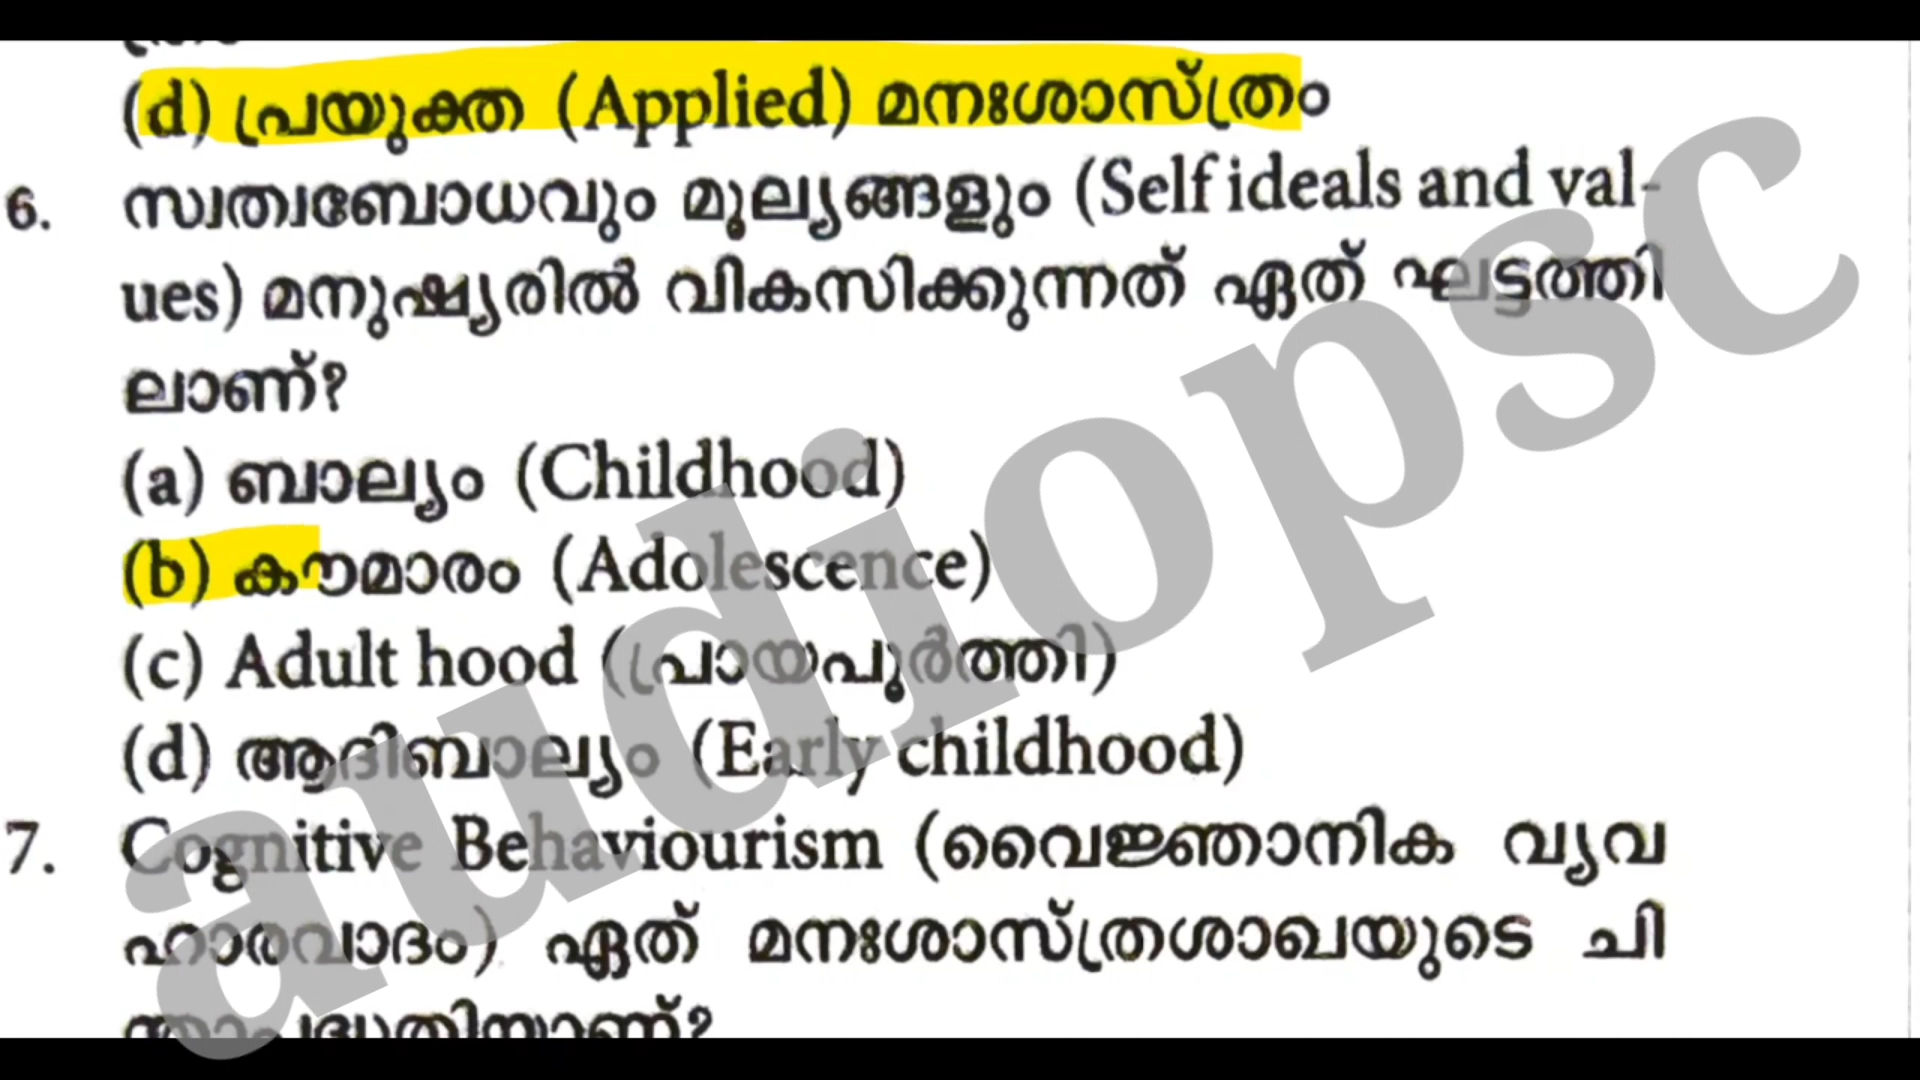 (d) പ്രയുക്ത (Applied) മനഃശാസ്ത്രം
6. സ്വത്വബോധവും മൂല്യങ്ങളും (Self ideals and val-
ues) മനുഷ്യരിൽ വികസിക്കുന്നത് ഏത് ഘട്ടത്തി
ലാണ്?
(a) ബാല്യം (Childhood)
(b) കൗമാരം (Adolescence)
(c) Adult hood (പ്രായപൂർത്തി)
(d) ആദിബാല്യം (Early childhood)
7. Cognitive Behaviourism (വൈജ്ഞാനിക വ്യവ
ഹാരവാദം) ഏത് മനഃശാസ്ത്രശാഖയുടെ ചി
ന്താപദ്ധതിയാണ്?
audiopsc